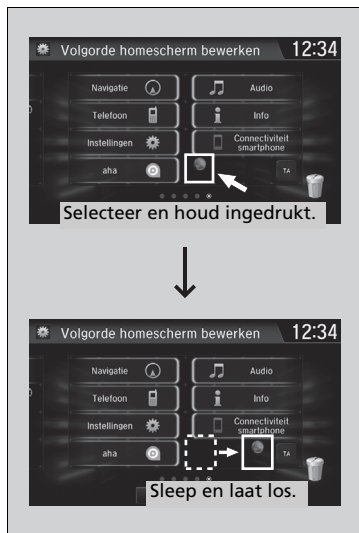 Volgorde homescherm bewerken 12:34
Navigatie Audio
Telefoon Info
Instellingen Connectiviteit smartphone
aha TA
Selecteer en houd ingedrukt.
Volgorde homescherm bewerken 12:34
Navigatie Audio
Telefoon Info
Instellingen Connectiviteit smartphone
aha TA
Sleep en laat los.